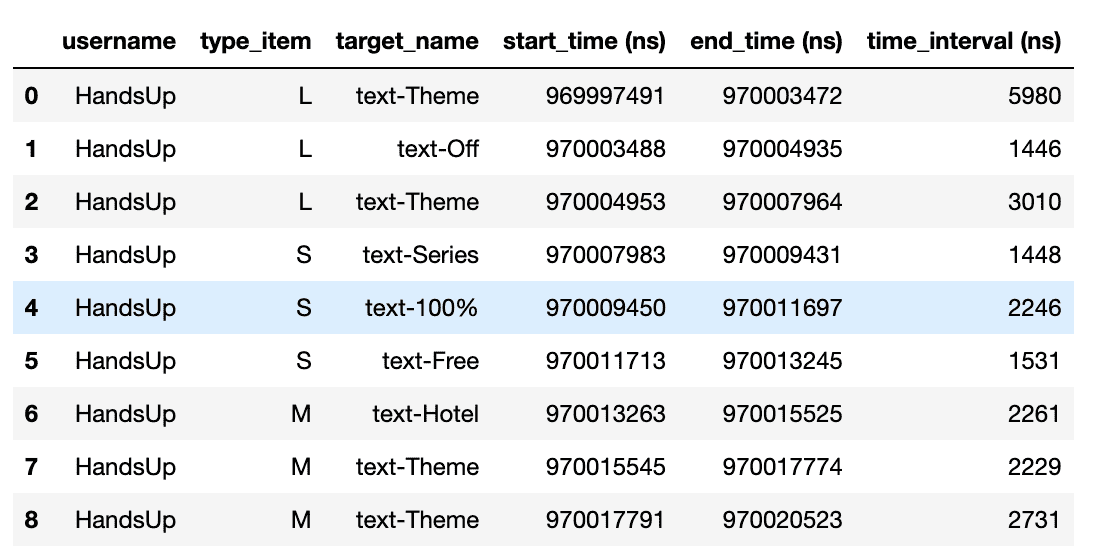 username type_item target_name start_time (ns) end_time (ns) time_interval (ns)
0 HandsUp L text-Theme 969997491 970003472 5980
1 HandsUp L text-Off 970003488 970004935 1446
2 HandsUp L text-Theme 970004953 970007964 3010
3 HandsUp S text-Series 970007983 970009431 1448
4 HandsUp S text-100% 970009450 970011697 2246
5 HandsUp S text-Free 970011713 970013245 1531
6 HandsUp M text-Hotel 970013263 970015525 2261
7 HandsUp M text-Theme 970015545 970017774 2229
8 HandsUp M text-Theme 970017791 970020523 2731